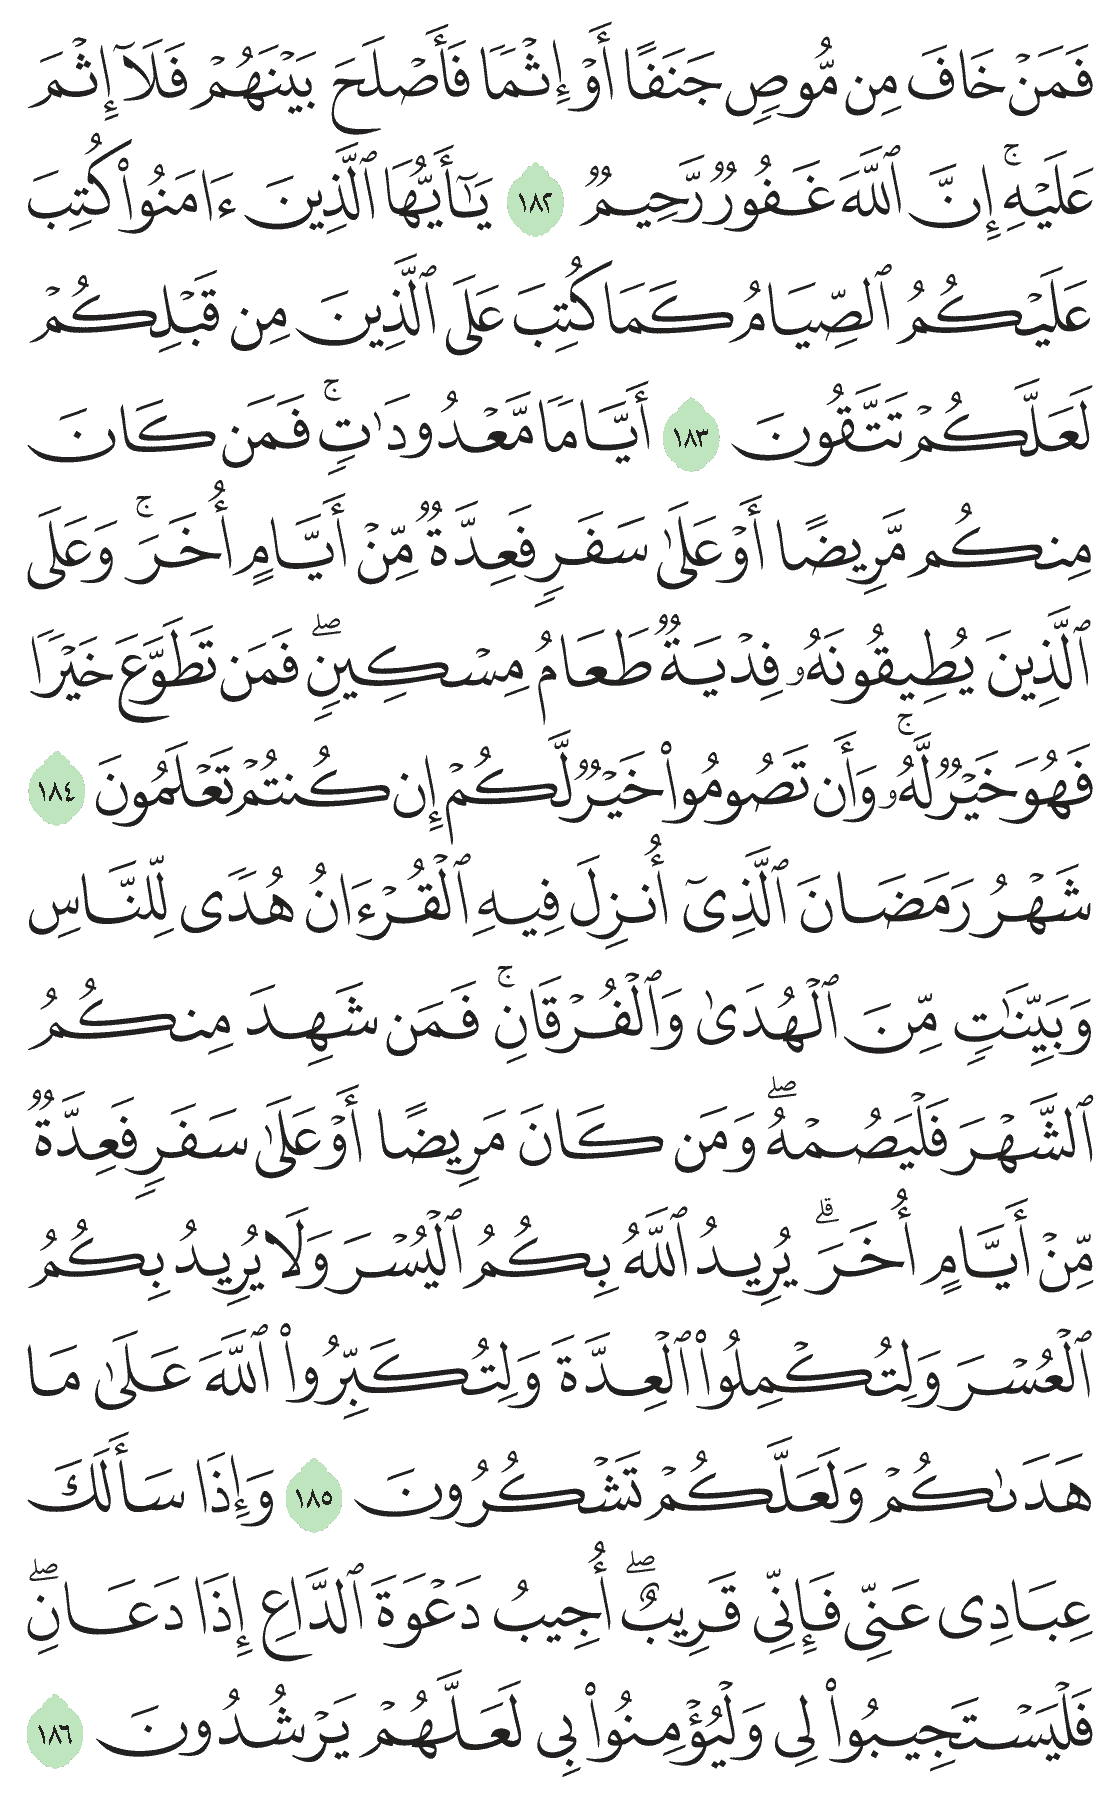 فَمَنۡ خَافَ مِن مُّوصٖ جَنَفًا أَوۡ إِثۡمٗا فَأَصۡلَحَ بَيۡنَهُمۡ فَلَآ إِثۡمَ
عَلَيۡهِۚ إِنَّ ٱللَّهَ غَفُورٞ رَّحِيمٞ ١٨٢ يَٰٓأَيُّهَا ٱلَّذِينَ ءَامَنُواْ كُتِبَ
عَلَيۡكُمُ ٱلصِّيَامُ كَمَا كُتِبَ عَلَى ٱلَّذِينَ مِن قَبۡلِكُمۡ
لَعَلَّكُمۡ تَتَّقُونَ ١٨٣ أَيَّامٗا مَّعۡدُودَٰتٖۚ فَمَن كَانَ
مِنكُم مَّرِيضًا أَوۡ عَلَىٰ سَفَرٖ فَعِدَّةٞ مِّنۡ أَيَّامٍ أُخَرَۚ وَعَلَى
ٱلَّذِينَ يُطِيقُونَهُۥ فِدۡيَةٞ طَعَامُ مِسۡكِينٖۖ فَمَن تَطَوَّعَ خَيۡرٗا
فَهُوَ خَيۡرٞ لَّهُۥۚ وَأَن تَصُومُواْ خَيۡرٞ لَّكُمۡ إِن كُنتُمۡ تَعۡلَمُونَ ١٨٤
شَهۡرُ رَمَضَانَ ٱلَّذِيٓ أُنزِلَ فِيهِ ٱلۡقُرۡءَانُ هُدٗى لِّلنَّاسِ
وَبَيِّنَٰتٖ مِّنَ ٱلۡهُدَىٰ وَٱلۡفُرۡقَانِۚ فَمَن شَهِدَ مِنكُمُ
ٱلشَّهۡرَ فَلۡيَصُمۡهُۖ وَمَن كَانَ مَرِيضًا أَوۡ عَلَىٰ سَفَرٖ فَعِدَّةٞ
مِّنۡ أَيَّامٍ أُخَرَۗ يُرِيدُ ٱللَّهُ بِكُمُ ٱلۡيُسۡرَ وَلَا يُرِيدُ بِكُمُ
ٱلۡعُسۡرَ وَلِتُكۡمِلُواْ ٱلۡعِدَّةَ وَلِتُكَبِّرُواْ ٱللَّهَ عَلَىٰ مَا
هَدَىٰكُمۡ وَلَعَلَّكُمۡ تَشۡكُرُونَ ١٨٥ وَإِذَا سَأَلَكَ
عِبَادِي عَنِّي فَإِنِّي قَرِيبٌۖ أُجِيبُ دَعۡوَةَ ٱلدَّاعِ إِذَا دَعَانِۖ
فَلۡيَسۡتَجِيبُواْ لِي وَلۡيُؤۡمِنُواْ بِي لَعَلَّهُمۡ يَرۡشُدُونَ ١٨٦